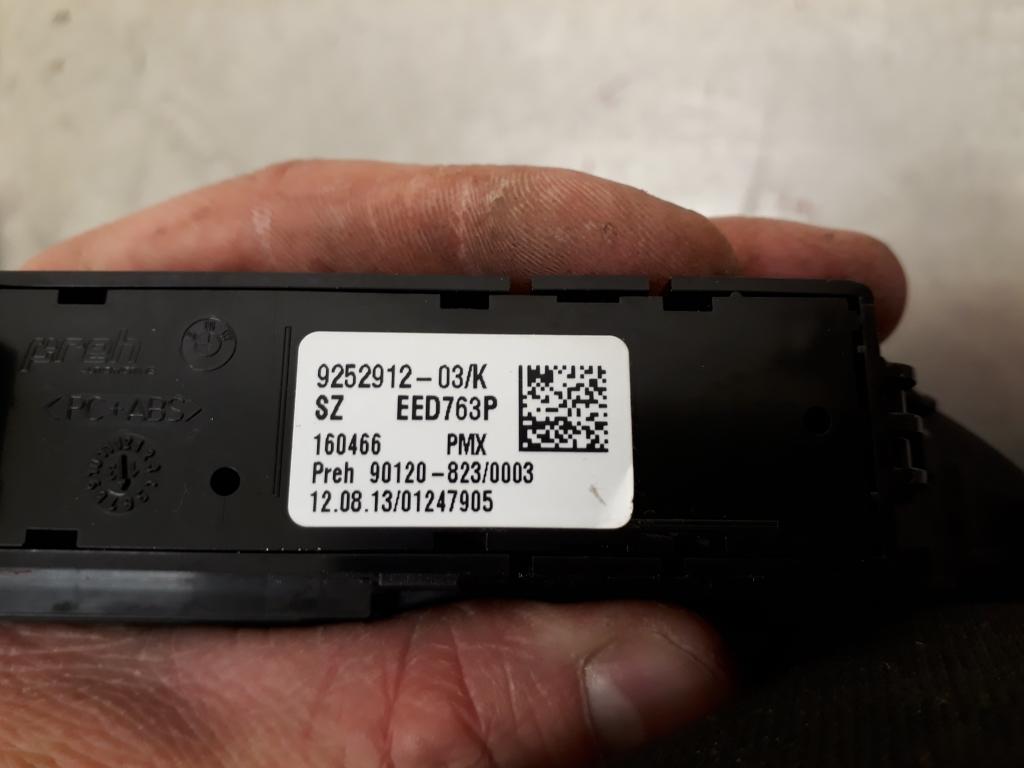 preh
<PC+ABS>
9252912-03/K
SZ EED763P
160466 PMX
Preh 90120-823/0003
12.08.13/01247905